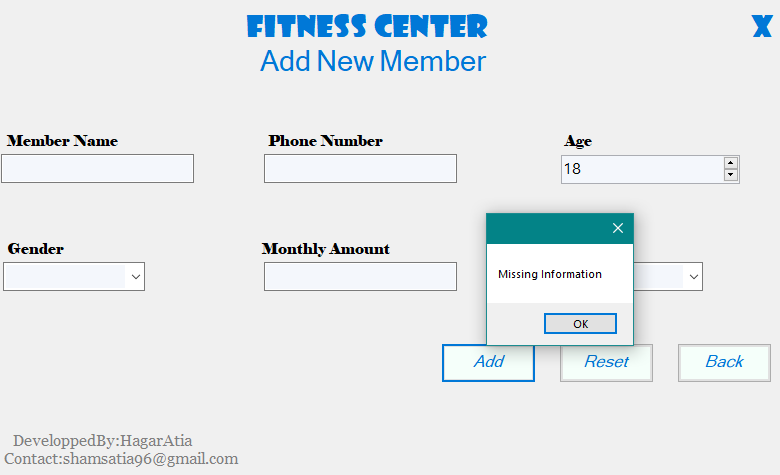 FITNESS CENTER X
Add New Member
Member Name Phone Number Age
18
Gender Monthly Amount
Missing Information
OK
Add Reset Back
DeveloppedBy:HagarAtia
Contact:shamsatia96@gmail.com